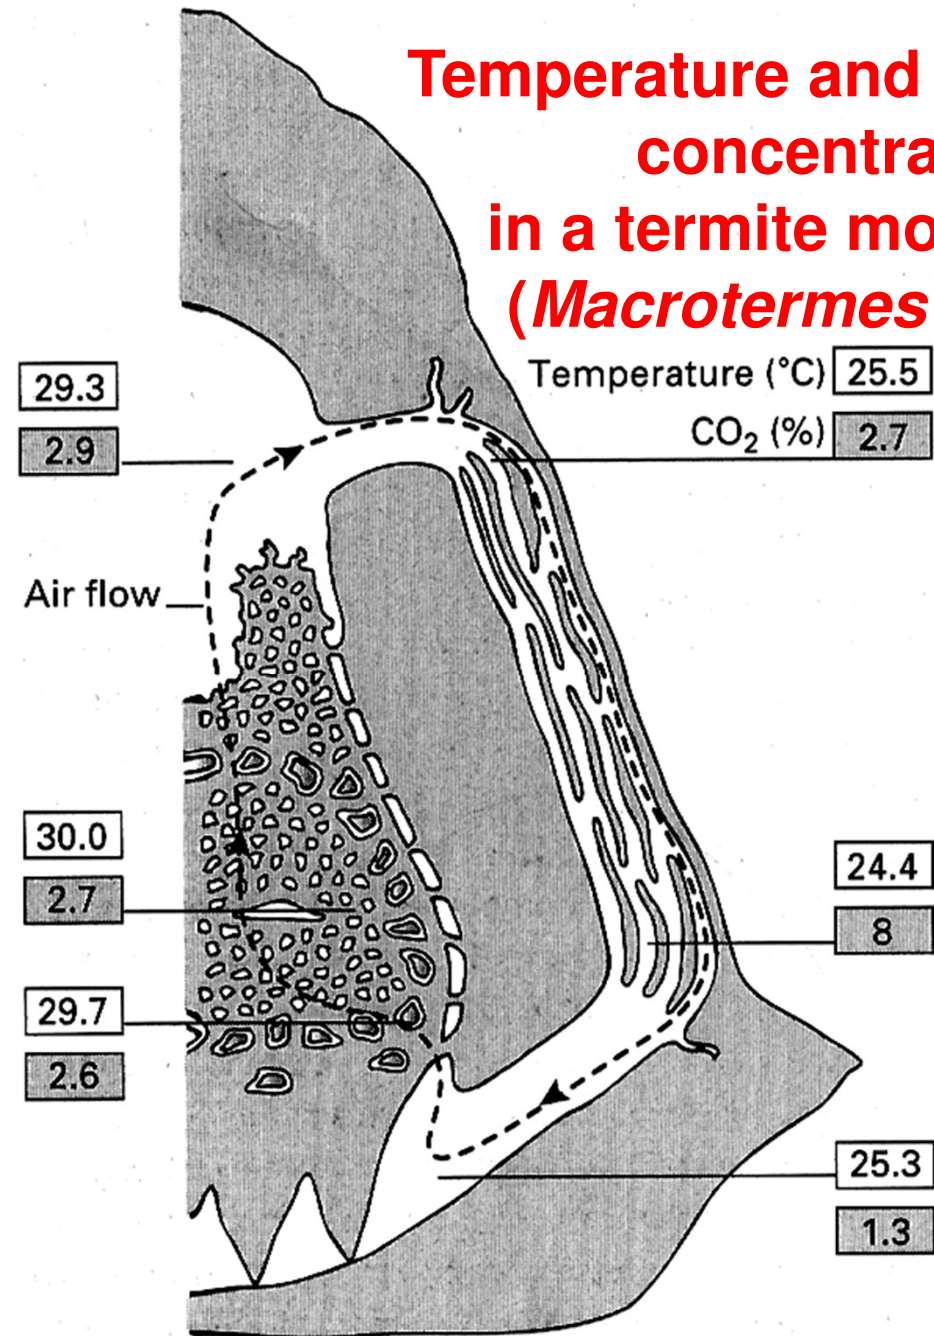 Temperature and
concentra
in a termite mo
(Macrotermes
Temperature (°C) 25.5
CO₂ (%) 2.7
29.3
2.9
Air flow
30.0
2.7
24.4
8
29.7
2.6
25.3
1.3